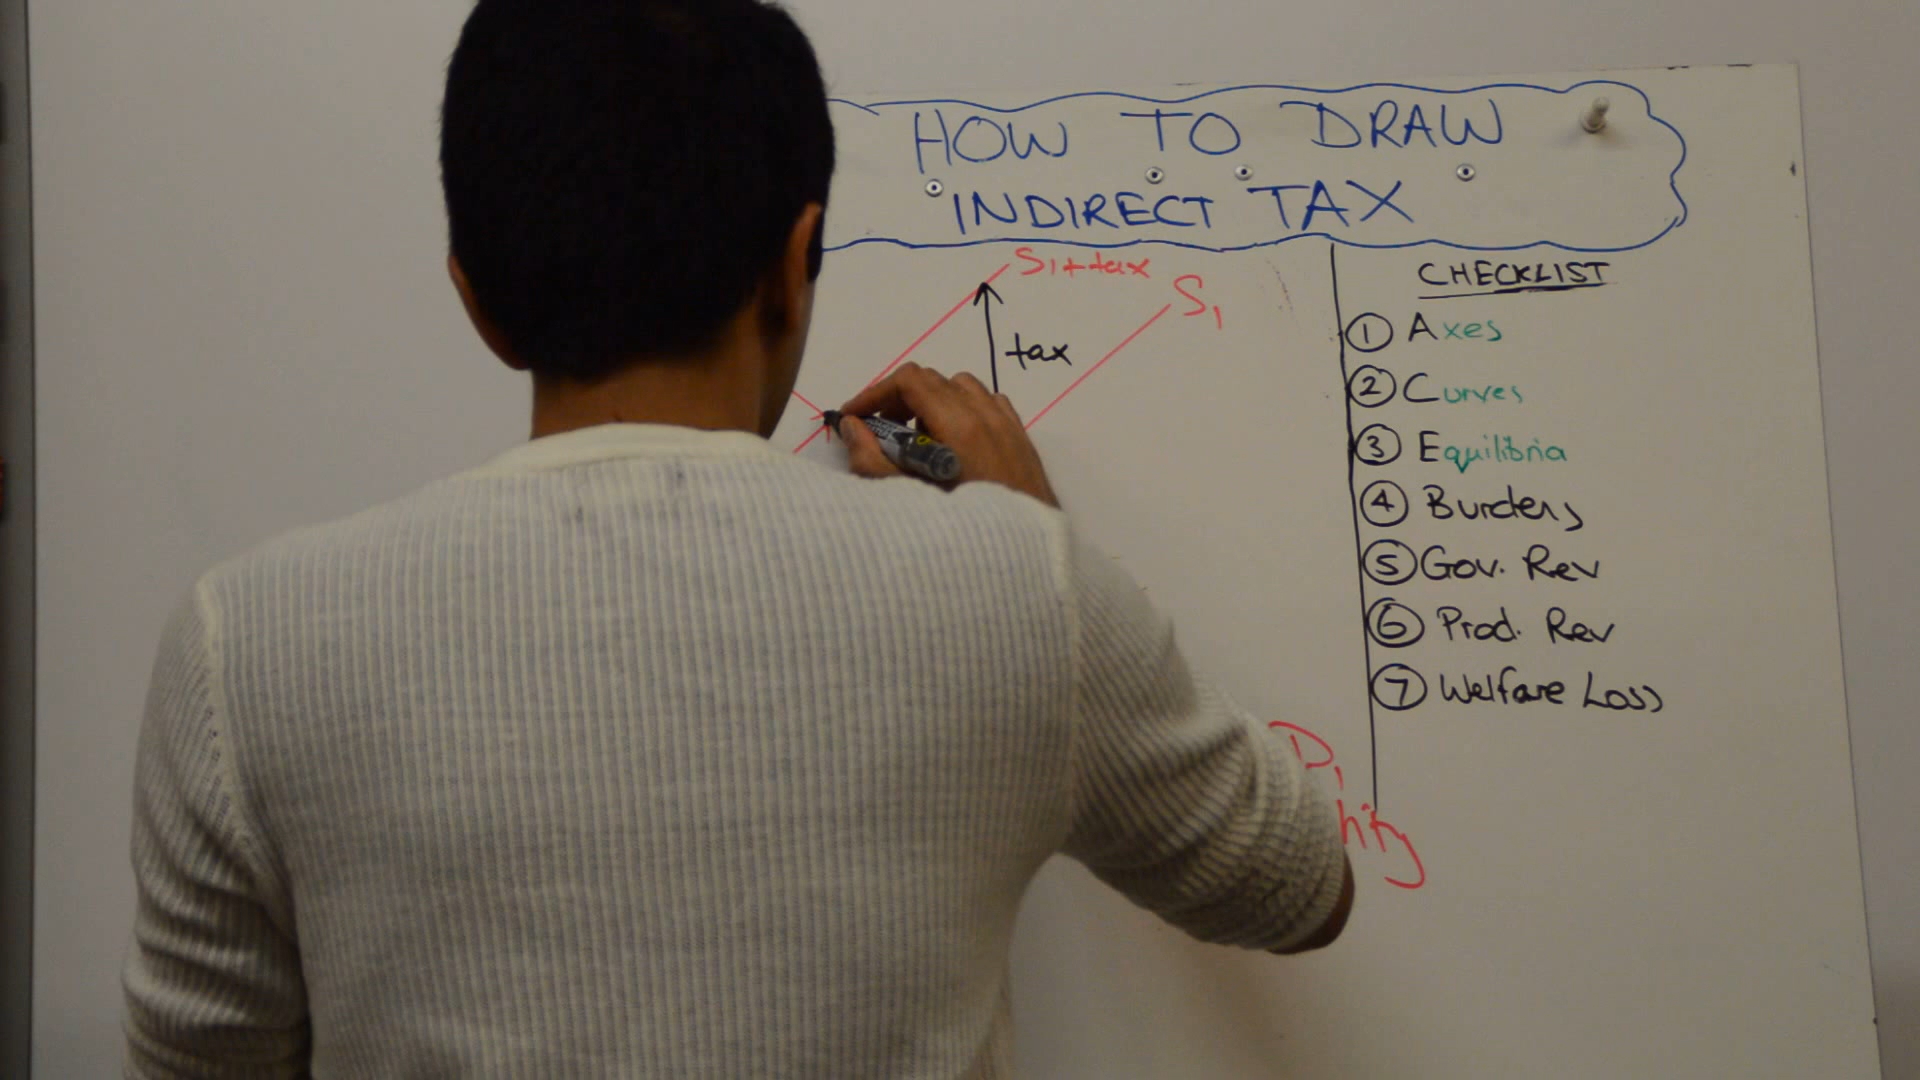 HOW TO DRAW
INDIRECT TAX
S1+tax
S1
tax
CHECKLIST
1 Axes
2 Curves
3 Equilibria
4 Burdens
5 Gov. Rev
6 Prod. Rev
7 Welfare Loss
D1